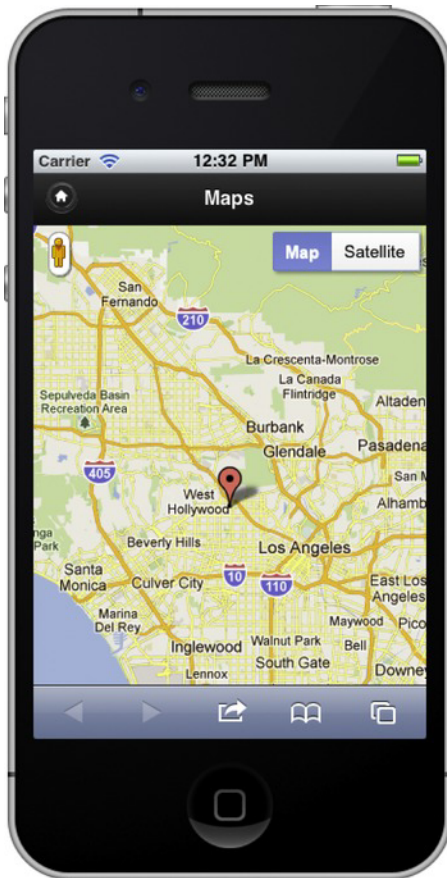 Carrier 12:32 PM
Maps
Map Satellite
San
Fernando
210
La Crescenta-Montrose
La Canada
Flintridge
Sepulveda Basin
Recreation Area
Altaden
Burbank
Glendale
Pasadena
405
San M
West
Hollywood
Alhamb
nga
Park
Beverly Hills
Los Angeles
Santa
Monica
Culver City
10
110
East Los
Angeles
Marina
Del Rey
Maywood Pico
Inglewood
Walnut Park
Bell
South Gate
Lennox
Downey